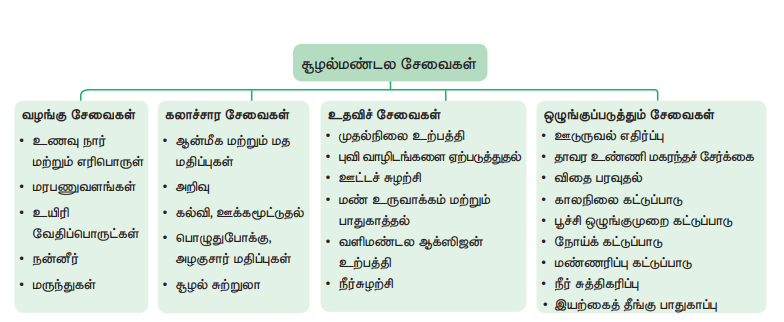 சூழல்மண்டல சேவைகள்
வழங்கு சேவைகள்
• உணவு நார்
மற்றும் எரிபொருள்
• மரபணுவளங்கள்
• உயிரி
வேதிப்பொருட்கள்
• நன்னீர்
• மருந்துகள்
கலாச்சார சேவைகள்
• ஆன்மீக மற்றும் மத
மதிப்புகள்
• அறிவு
• கல்வி, ஊக்கமூட்டுதல்
• பொழுதுபோக்கு,
அழகுசார் மதிப்புகள்
• சூழல் சுற்றுலா
உதவிச் சேவைகள்
• முதல்நிலை உற்பத்தி
• புவி வாழிடங்களை ஏற்படுத்துதல்
• ஊட்டச் சுழற்சி
• மண் உருவாக்கம் மற்றும்
பாதுகாத்தல்
• வளிமண்டல ஆக்ஸிஜன்
உற்பத்தி
• நீர்சுழற்சி
ஒழுங்குப்படுத்தும் சேவைகள்
• ஊடுருவல் எதிர்ப்பு
• தாவர உண்ணி மகரந்தச் சேர்க்கை
• விதை பரவுதல்
• காலநிலை கட்டுப்பாடு
• பூச்சி ஒழுங்குமுறை கட்டுப்பாடு
• நோய்க் கட்டுப்பாடு
• மண்ணரிப்பு கட்டுப்பாடு
• நீர் சுத்திகரிப்பு
• இயற்கைத் தீங்கு பாதுகாப்பு